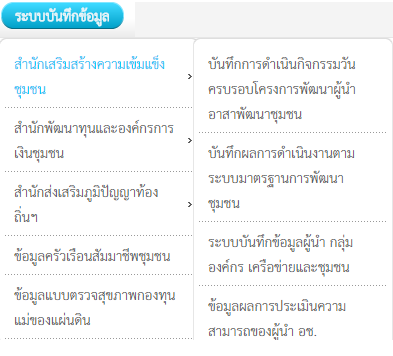 ระบบบันทึกข้อมูล
สำนักเสริมสร้างความเข้มแข็ง
ชุมชน
สำนักพัฒนาทุนและองค์กรการ
เงินชุมชน
สำนักส่งเสริมภูมิปัญญาท้อง
ถิ่นฯ
ข้อมูลครัวเรือนสัมมาชีพชุมชน
ข้อมูลแบบตรวจสุขภาพกองทุน
แม่ของแผ่นดิน
บันทึกการดำเนินกิจกรรมวัน
ครบรอบโครงการพัฒนาผู้นำ
อาสาพัฒนาชุมชน
บันทึกผลการดำเนินงานตาม
ระบบมาตรฐานการพัฒนา
ชุมชน
ระบบบันทึกข้อมูลผู้นำ กลุ่ม
องค์กร เครือข่ายและชุมชน
ข้อมูลผลการประเมินความ
สามารถของผู้นำ อช.